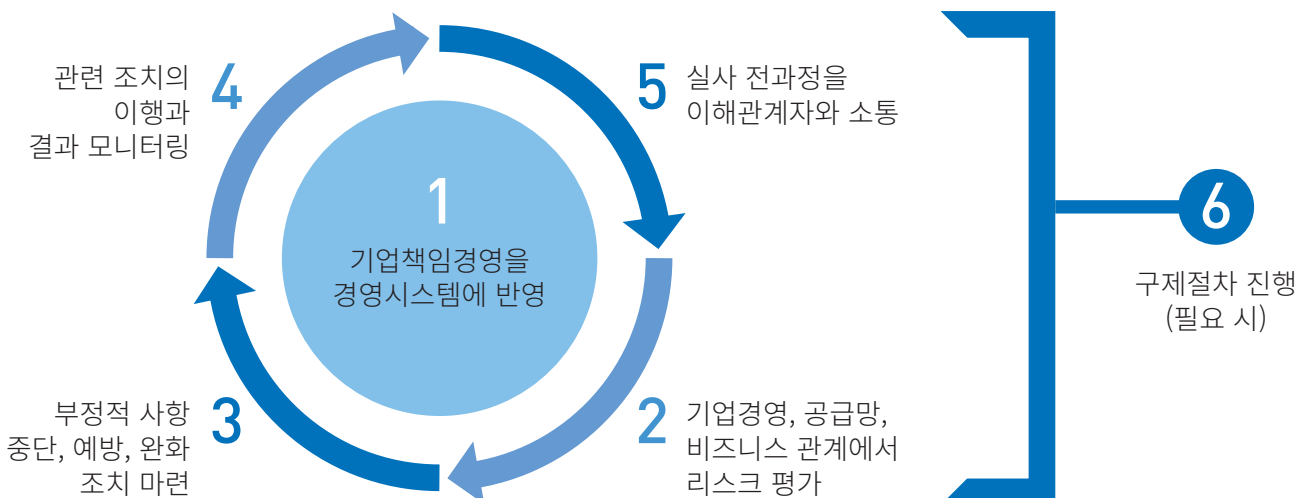 1
기업책임경영을
경영시스템에 반영
2
기업경영, 공급망,
비즈니스 관계에서
리스크 평가
3
부정적 사항
중단, 예방, 완화
조치 마련
4
관련 조치의
이행과
결과 모니터링
5
실사 전과정을
이해관계자와 소통
6
구제절차 진행
(필요 시)